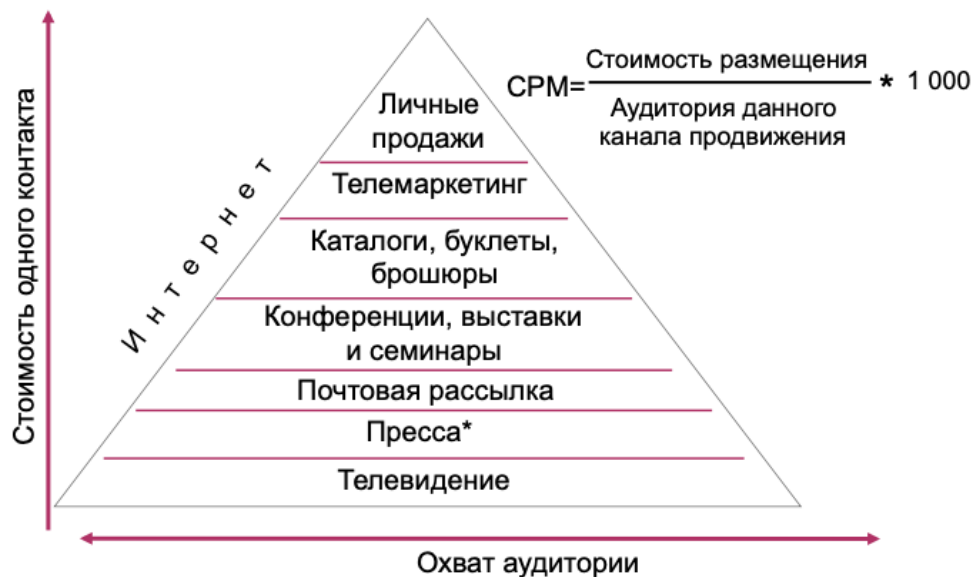 Стоимость размещения
CPM= * 1 000
Аудитория данного
канала продвижения
Личные
продажи
Телемаркетинг
Каталоги, буклеты,
брошюры
Конференции, выставки
и семинары
Почтовая рассылка
Пресса*
Телевидение
Интернет
Стоимость одного контакта
Охват аудитории